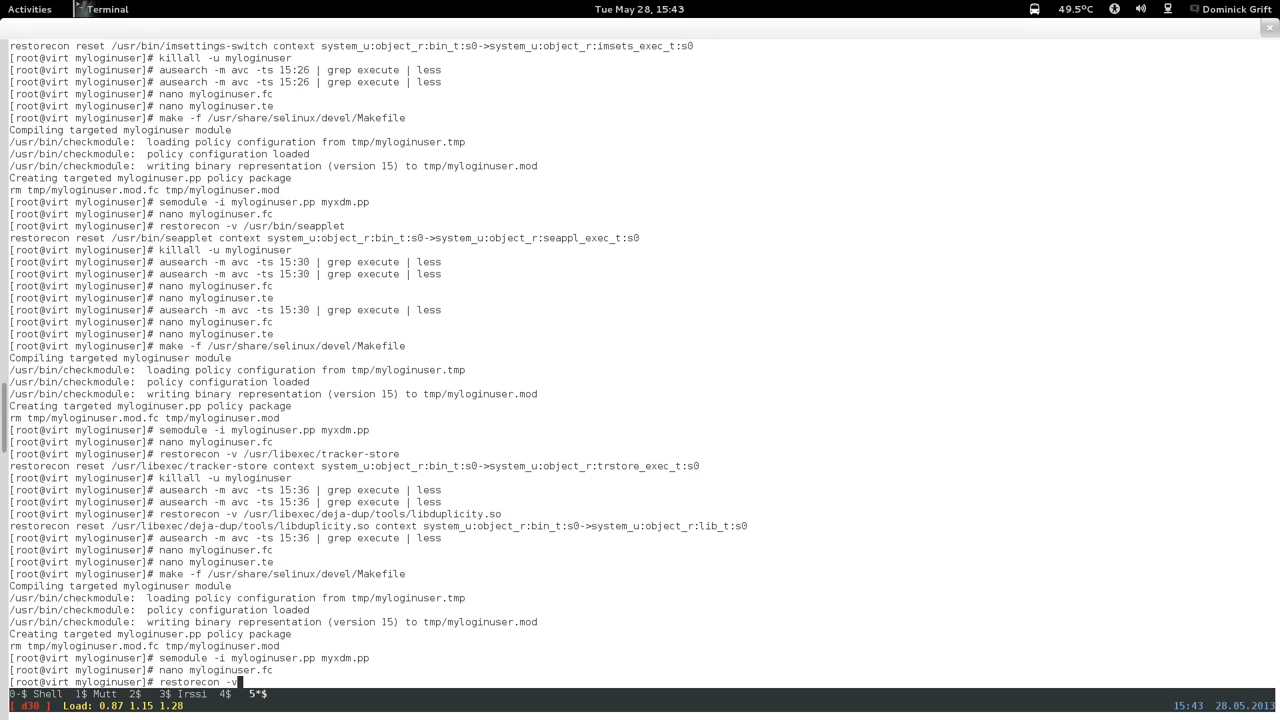 Activities Terminal Tue May 28, 15:43 49.5°C Dominick Grift
restorecon reset /usr/bin/imsettings-switch context system_u:object_r:bin_t:s0->system_u:object_r:imsets_exec_t:s0
[root@virt myloginuser]# killall -u myloginuser
[root@virt myloginuser]# ausearch -m avc -ts 15:26 | grep execute | less
[root@virt myloginuser]# ausearch -m avc -ts 15:26 | grep execute | less
[root@virt myloginuser]# nano myloginuser.fc
[root@virt myloginuser]# nano myloginuser.te
[root@virt myloginuser]# make -f /usr/share/selinux/devel/Makefile
Compiling targeted myloginuser module
/usr/bin/checkmodule:  loading policy configuration from tmp/myloginuser.tmp
/usr/bin/checkmodule:  policy configuration loaded
/usr/bin/checkmodule:  writing binary representation (version 15) to tmp/myloginuser.mod
Creating targeted myloginuser.pp policy package
rm tmp/myloginuser.mod.fc tmp/myloginuser.mod
[root@virt myloginuser]# semodule -i myloginuser.pp myxdm.pp
[root@virt myloginuser]# nano myloginuser.fc
[root@virt myloginuser]# restorecon -v /usr/bin/seapplet
restorecon reset /usr/bin/seapplet context system_u:object_r:bin_t:s0->system_u:object_r:seappl_exec_t:s0
[root@virt myloginuser]# killall -u myloginuser
[root@virt myloginuser]# ausearch -m avc -ts 15:30 | grep execute | less
[root@virt myloginuser]# ausearch -m avc -ts 15:30 | grep execute | less
[root@virt myloginuser]# nano myloginuser.fc
[root@virt myloginuser]# nano myloginuser.te
[root@virt myloginuser]# ausearch -m avc -ts 15:30 | grep execute | less
[root@virt myloginuser]# nano myloginuser.fc
[root@virt myloginuser]# nano myloginuser.te
[root@virt myloginuser]# make -f /usr/share/selinux/devel/Makefile
Compiling targeted myloginuser module
/usr/bin/checkmodule:  loading policy configuration from tmp/myloginuser.tmp
/usr/bin/checkmodule:  policy configuration loaded
/usr/bin/checkmodule:  writing binary representation (version 15) to tmp/myloginuser.mod
Creating targeted myloginuser.pp policy package
rm tmp/myloginuser.mod.fc tmp/myloginuser.mod
[root@virt myloginuser]# semodule -i myloginuser.pp myxdm.pp
[root@virt myloginuser]# nano myloginuser.fc
[root@virt myloginuser]# restorecon -v /usr/libexec/tracker-store
restorecon reset /usr/libexec/tracker-store context system_u:object_r:bin_t:s0->system_u:object_r:trstore_exec_t:s0
[root@virt myloginuser]# killall -u myloginuser
[root@virt myloginuser]# ausearch -m avc -ts 15:36 | grep execute | less
[root@virt myloginuser]# ausearch -m avc -ts 15:36 | grep execute | less
[root@virt myloginuser]# restorecon -v /usr/libexec/deja-dup/tools/libduplicity.so
restorecon reset /usr/libexec/deja-dup/tools/libduplicity.so context system_u:object_r:bin_t:s0->system_u:object_r:lib_t:s0
[root@virt myloginuser]# ausearch -m avc -ts 15:36 | grep execute | less
[root@virt myloginuser]# nano myloginuser.fc
[root@virt myloginuser]# nano myloginuser.te
[root@virt myloginuser]# make -f /usr/share/selinux/devel/Makefile
Compiling targeted myloginuser module
/usr/bin/checkmodule:  loading policy configuration from tmp/myloginuser.tmp
/usr/bin/checkmodule:  policy configuration loaded
/usr/bin/checkmodule:  writing binary representation (version 15) to tmp/myloginuser.mod
Creating targeted myloginuser.pp policy package
rm tmp/myloginuser.mod.fc tmp/myloginuser.mod
[root@virt myloginuser]# semodule -i myloginuser.pp myxdm.pp
[root@virt myloginuser]# nano myloginuser.fc
[root@virt myloginuser]# restorecon -v
0-$ Shell  1$ Mutt  2$  3$ Irssi  4$  5*$
[ d30 ] Load: 0.87 1.15 1.28 15:43 28.05.2013